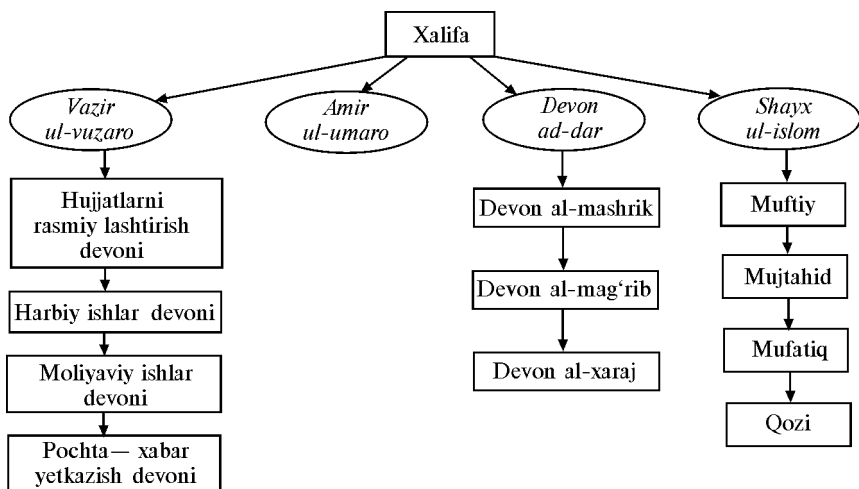 Xalifa
Vazir
ul-vuzaro
Amir
ul-umaro
Devon
ad-dar
Shayx
ul-islom
Hujjatlarni
rasmiy lashtirish
devoni
Harbiy ishlar devoni
Moliyaviy ishlar
devoni
Pochta— xabar
yetkazish devoni
Devon al-mashrik
Devon al-mag‘rib
Devon al-xaraj
Muftiy
Mujtahid
Mufatiq
Qozi